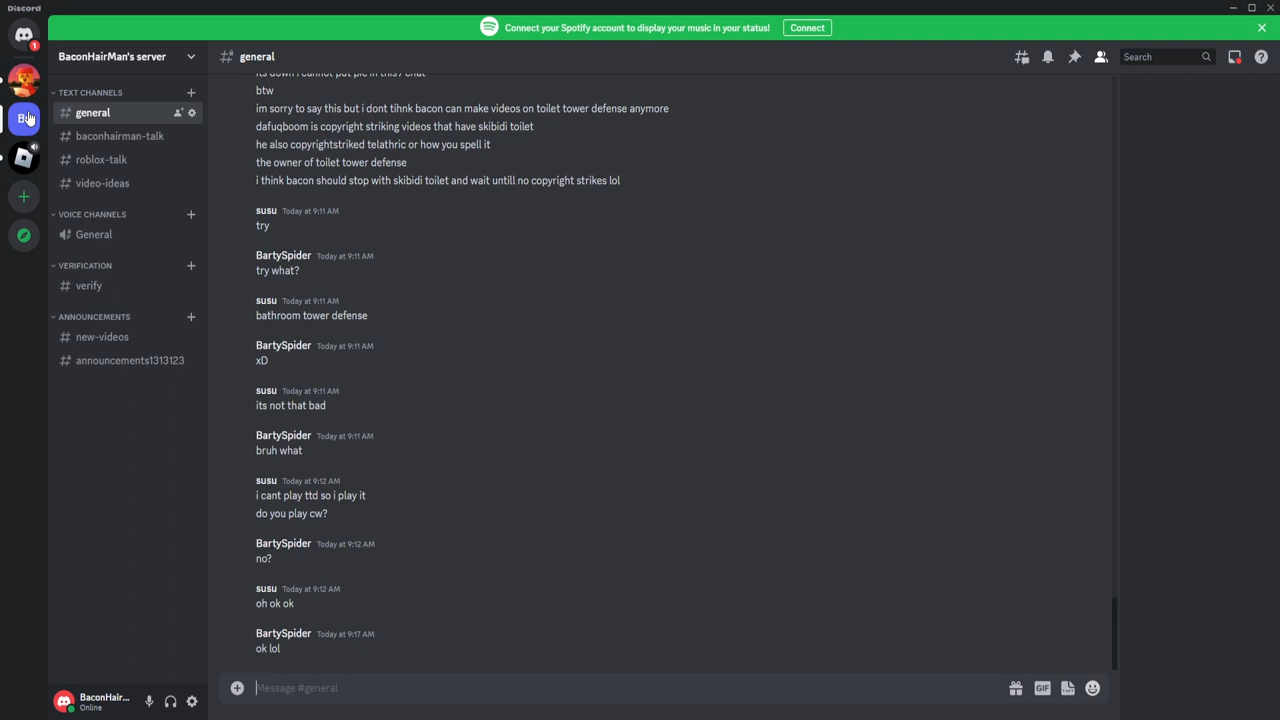 Discord
Connect your Spotify account to display your music in your status! Connect
BaconHairMan's server
general
Search
1
TEXT CHANNELS
general
baconhairman-talk
roblox-talk
video-ideas
VOICE CHANNELS
General
VERIFICATION
verify
ANNOUNCEMENTS
new-videos
announcements1313123
btw
im sorry to say this but i dont tihnk bacon can make videos on toilet tower defense anymore
dafuqboom is copyright striking videos that have skibidi toilet
he also copyrightstriked telathric or how you spell it
the owner of toilet tower defense
i think bacon should stop with skibidi toilet and wait untill no copyright strikes lol
susu Today at 9:11 AM
try
BartySpider Today at 9:11 AM
try what?
susu Today at 9:11 AM
bathroom tower defense
BartySpider Today at 9:11 AM
xD
susu Today at 9:11 AM
its not that bad
BartySpider Today at 9:11 AM
bruh what
susu Today at 9:12 AM
i cant play ttd so i play it
do you play cw?
BartySpider Today at 9:12 AM
no?
susu Today at 9:12 AM
oh ok ok
BartySpider Today at 9:17 AM
ok lol
Message #general
GIF
BaconHair...
Online